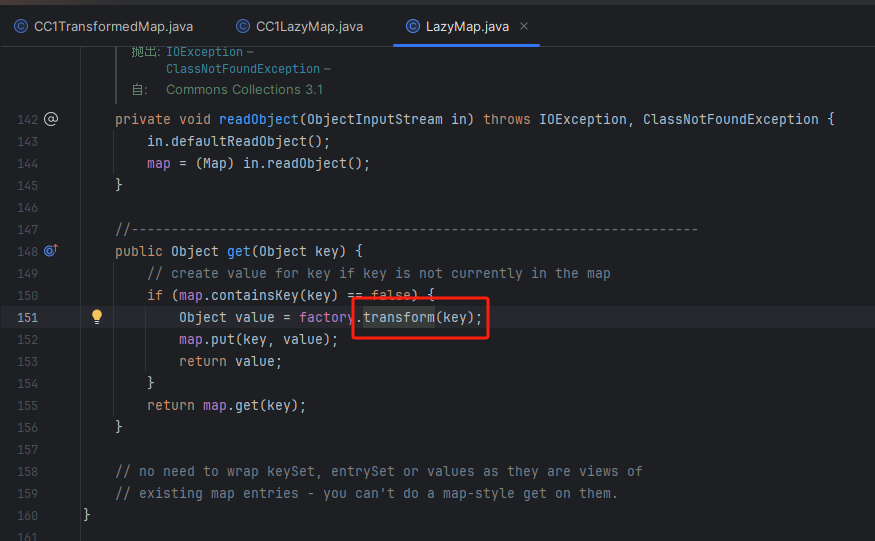 CC1TransformedMap.java CC1LazyMap.java LazyMap.java
抛出: IOException –
ClassNotFoundException –
自: Commons Collections 3.1
142 @ private void readObject(ObjectInputStream in) throws IOException, ClassNotFoundException {
143 in.defaultReadObject();
144 map = (Map) in.readObject();
145 }
146
147 //-----------------------------------------------------------------------
148 public Object get(Object key) {
149 // create value for key if key is not currently in the map
150 if (map.containsKey(key) == false) {
151 Object value = factory.transform(key);
152 map.put(key, value);
153 return value;
154 }
155 return map.get(key);
156 }
157
158 // no need to wrap keySet, entrySet or values as they are views of
159 // existing map entries - you can't do a map-style get on them.
160 }
161